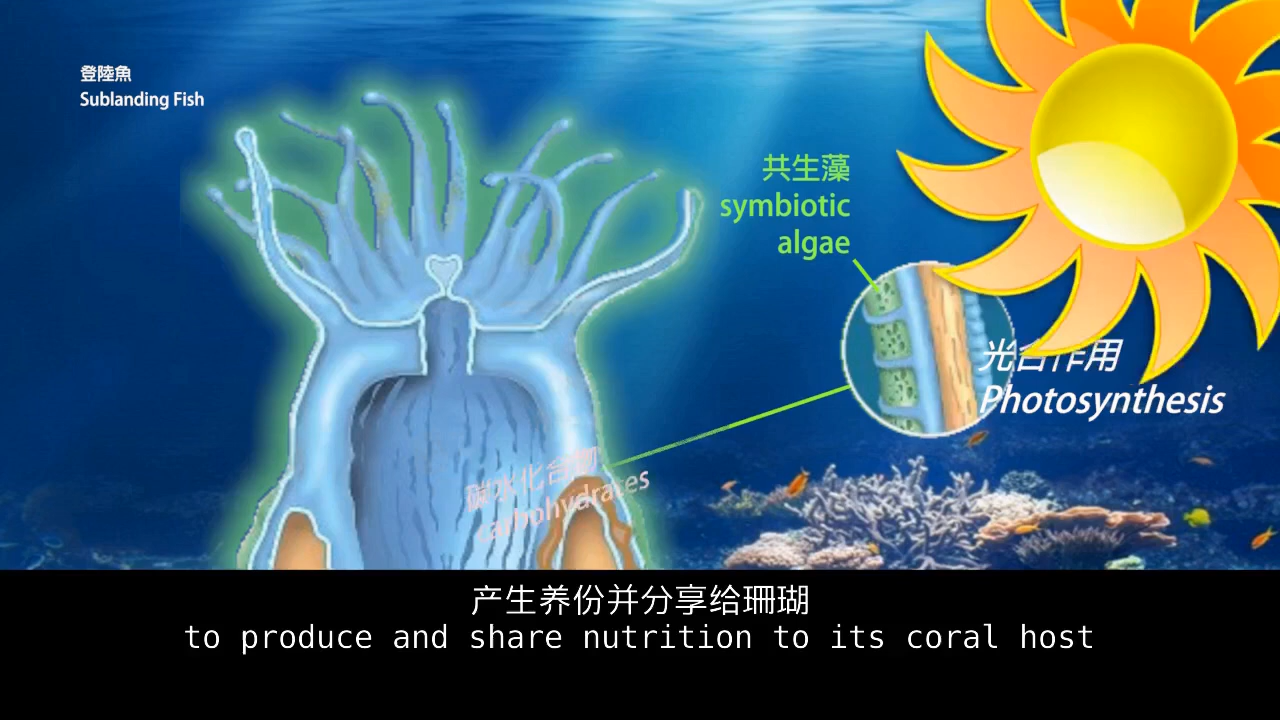 登陸魚
Sublanding Fish
共生藻
symbiotic
algae
光合作用
Photosynthesis
碳水化合物
carbohydrates
产生养份并分享给珊瑚
to produce and share nutrition to its coral host